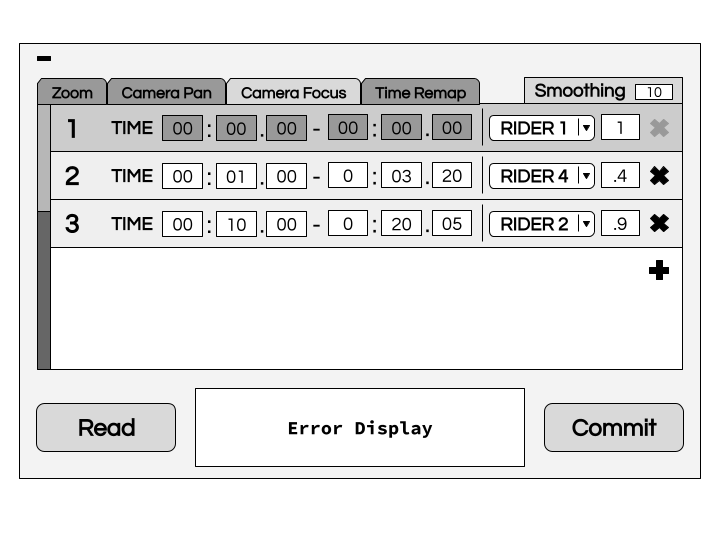 Zoom Camera Pan Camera Focus Time Remap Smoothing 10
1 TIME 00 : 00 . 00 - 00 : 00 . 00 RIDER 1 1
2 TIME 00 : 01 . 00 - 0 : 03 . 20 RIDER 4 .4
3 TIME 00 : 10 . 00 - 0 : 20 . 05 RIDER 2 .9
Read Error Display Commit